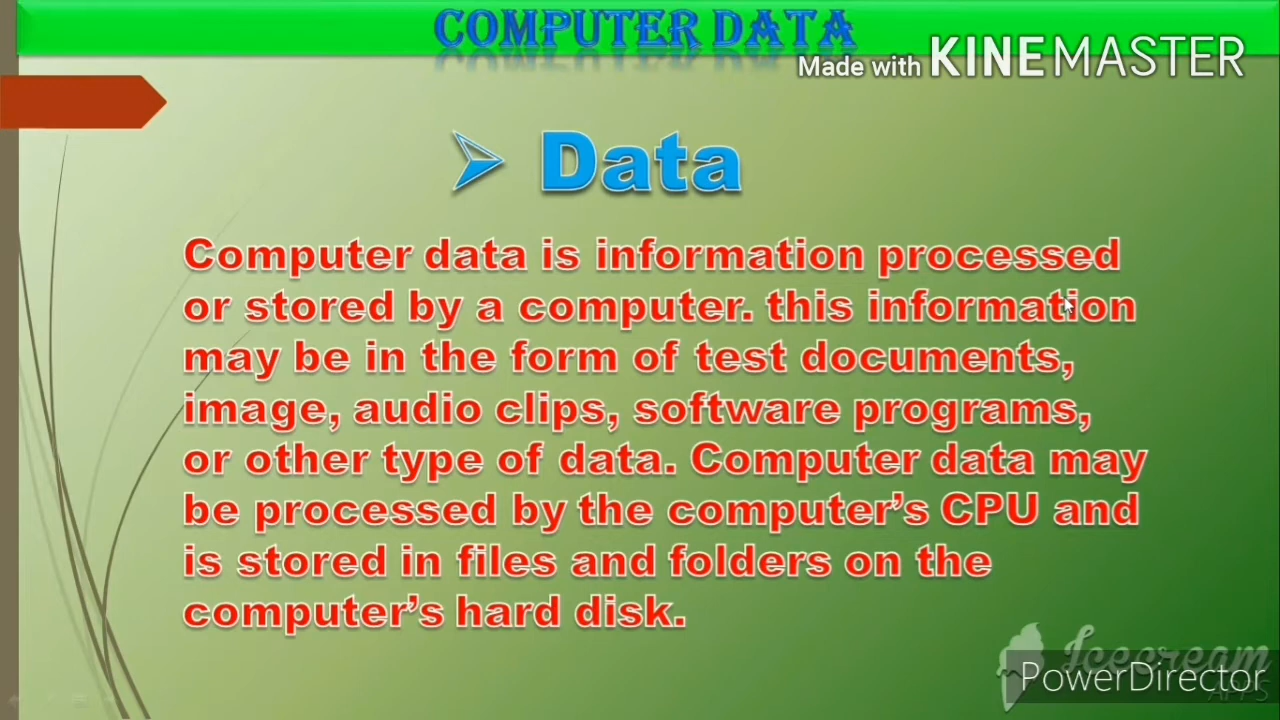 COMPUTER DATA
Made with KINEMASTER
➢ Data
Computer data is information processed
or stored by a computer. this information
may be in the form of test documents,
image, audio clips, software programs,
or other type of data. Computer data may
be processed by the computer’s CPU and
is stored in files and folders on the
computer’s hard disk.
Icecream
PowerDirector
APPS